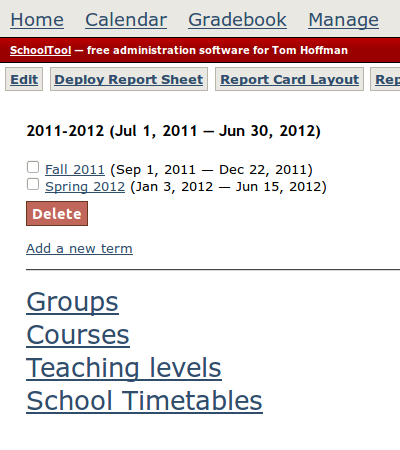 Home Calendar Gradebook Manage
SchoolTool — free administration software for Tom Hoffman
Edit Deploy Report Sheet Report Card Layout Rep
2011-2012 (Jul 1, 2011 — Jun 30, 2012)
Fall 2011 (Sep 1, 2011 — Dec 22, 2011)
Spring 2012 (Jan 3, 2012 — Jun 15, 2012)
Delete
Add a new term
Groups
Courses
Teaching levels
School Timetables